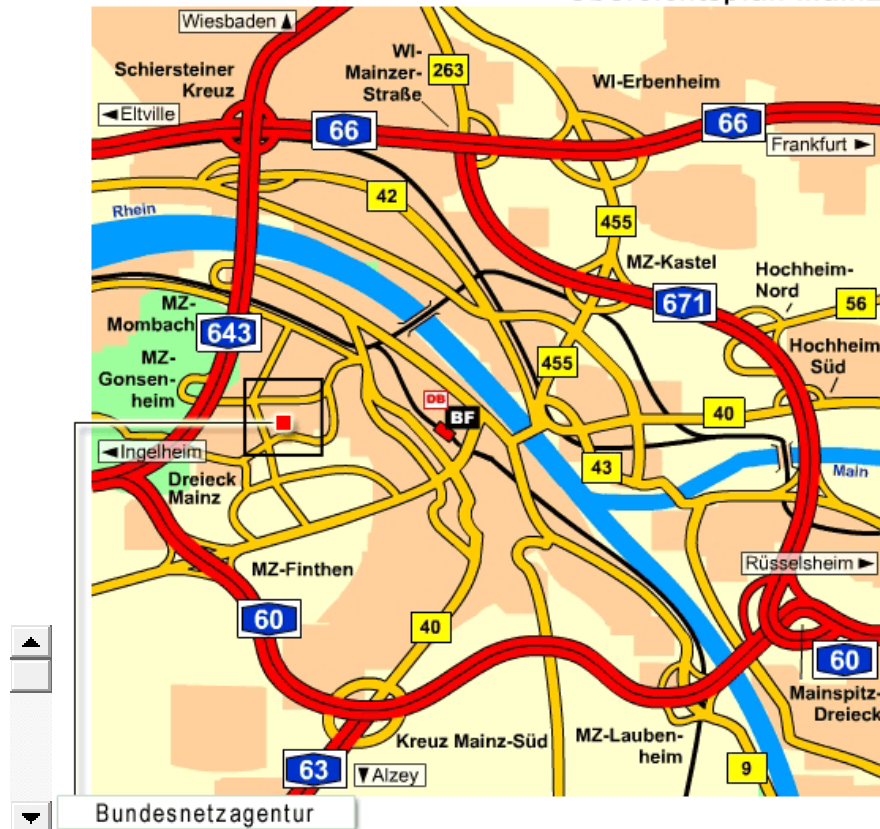 Wiesbaden
Schiersteiner
Kreuz
WI-
Mainzer-
Straße
263
WI-Erbenheim
Eltville
66
66
Frankfurt
42
Rhein
455
MZ-Kastel
Hochheim-
Nord
MZ-
Mombach
643
671
56
MZ-
Gonsen-
heim
455
Hochheim
Süd
DB
BF
40
Ingelheim
43
Main
Dreieck
Mainz
MZ-Finthen
Rüsselsheim
60
40
60
Mainspitz-
Dreieck
Kreuz Mainz-Süd
MZ-Lauben-
heim
63
Alzey
9
Bundesnetzagentur